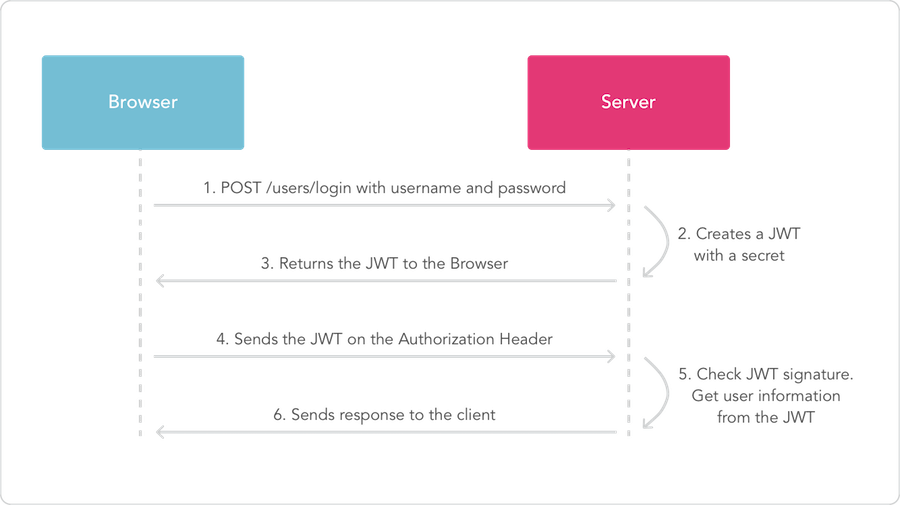 Browser
Server
1. POST /users/login with username and password
2. Creates a JWT
with a secret
3. Returns the JWT to the Browser
4. Sends the JWT on the Authorization Header
5. Check JWT signature.
Get user information
from the JWT
6. Sends response to the client